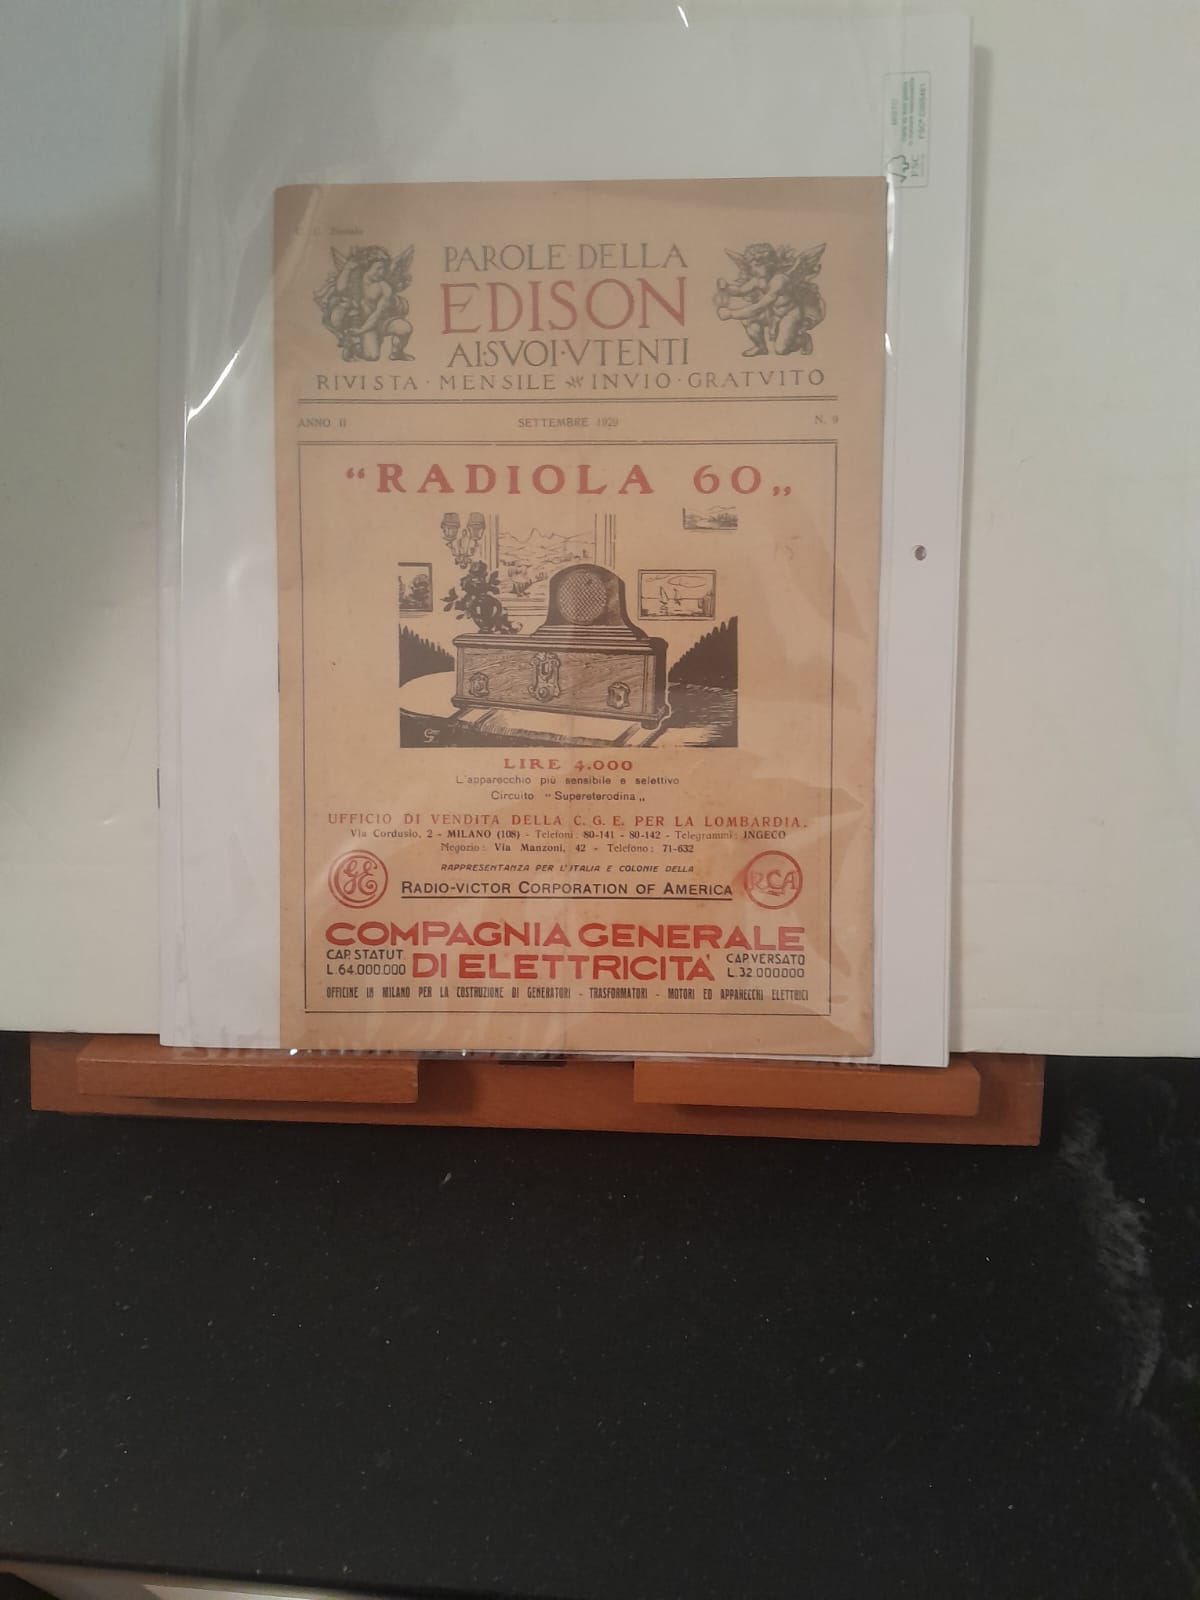 PAROLE DELLA
EDISON
AI·SVOI·VTENTI
RIVISTA · MENSILE INVIO · GRATVITO
ANNO II SETTEMBRE 1929 N. 9
“RADIOLA 60„
LIRE 4.000
L'apparecchio più sensibile e selettivo
Circuito “Supereterodina„
UFFICIO DI VENDITA DELLA C. G. E. PER LA LOMBARDIA.
Via Cordusio, 2 - MILANO (108) - Telefoni: 80-141 - 80-142 - Telegrammi: INGECO
Negozio: Via Manzoni, 42 - Telefono: 71-632
RAPPRESENTANZA PER L'ITALIA E COLONIE DELLA
GE RADIO-VICTOR CORPORATION OF AMERICA RCA
COMPAGNIA GENERALE
DI ELETTRICITA'
CAP. STATUT.
L. 64.000.000
CAP. VERSATO
L. 32.000.000
OFFICINE IN MILANO PER LA COSTRUZIONE DI GENERATORI - TRASFORMATORI - MOTORI ED APPARECCHI ELETTRICI
FSC